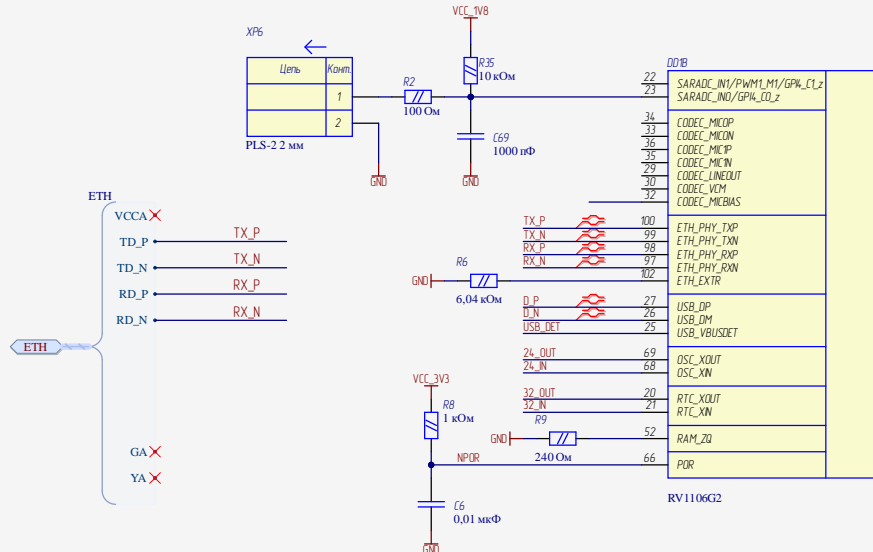 VCC_1V8
XP6
Цепь Конт.
1
2
PLS-2 2 мм
R2
100 Ом
R35
10 кОм
C69
1000 пФ
GND
GND
DD1B
22 SARADC_IN1/PWM1_M1/GPI4_C1_z
23 SARADC_IN0/GPI4_C0_z
34 CODEC_MICOP
33 CODEC_MICON
36 CODEC_MIC1P
35 CODEC_MIC1N
29 CODEC_LINEOUT
30 CODEC_VCM
32 CODEC_MICBIAS
TX_P 100 ETH_PHY_TXP
TX_N 99 ETH_PHY_TXN
RX_P 98 ETH_PHY_RXP
RX_N 97 ETH_PHY_RXN
102 ETH_EXTR
GND
R6
6,04 кОм
D_P 27 USB_DP
D_N 26 USB_DM
USB_DET 25 USB_VBUSDET
24_OUT 69 OSC_XOUT
24_IN 68 OSC_XIN
32_OUT 20 RTC_XOUT
32_IN 21 RTC_XIN
GND
R9
240 Ом
52 RAM_ZQ
NPOR 66 POR
RV1106G2
VCC_3V3
R8
1 кОм
C6
0,01 мкФ
GND
ETH
VCCA
TD_P TX_P
TD_N TX_N
RD_P RX_P
RD_N RX_N
ETH
GA
YA